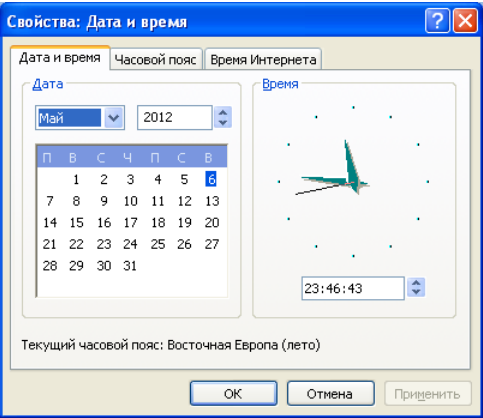 Свойства: Дата и время
Дата и время Часовой пояс Время Интернета
Дата Время
Май 2012
П В С Ч П С В
1 2 3 4 5 6
7 8 9 10 11 12 13
14 15 16 17 18 19 20
21 22 23 24 25 26 27
28 29 30 31
23:46:43
Текущий часовой пояс: Восточная Европа (лето)
ОК Отмена Применить